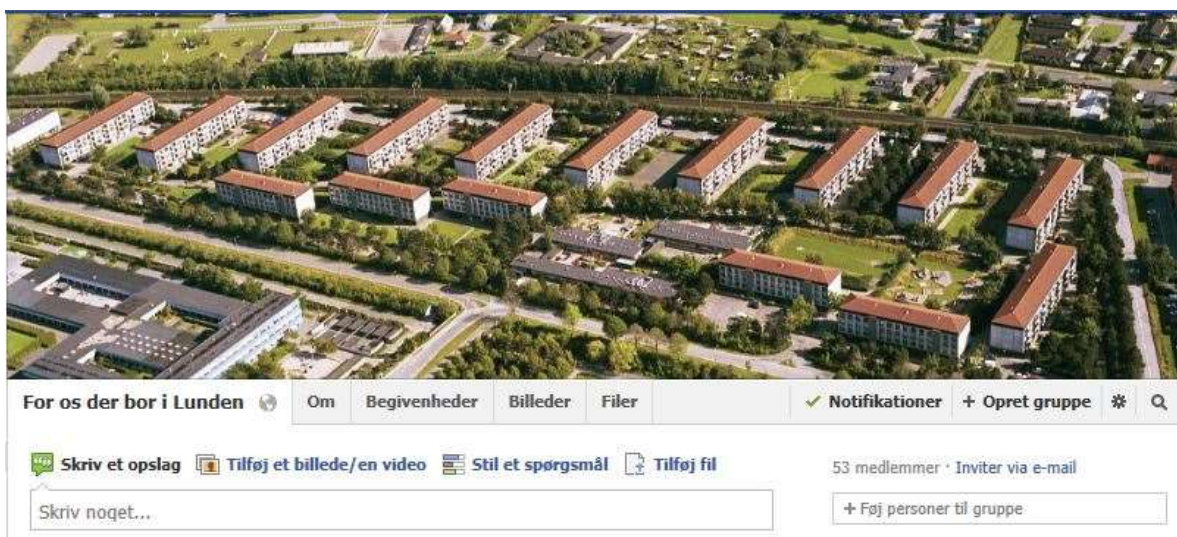 For os der bor i Lunden Om Begivenheder Billeder Filer ✓ Notifikationer + Opret gruppe
Skriv et opslag Tilføj et billede/en video Stil et spørgsmål Tilføj fil
53 medlemmer · Inviter via e-mail
Skriv noget...
+ Føj personer til gruppe